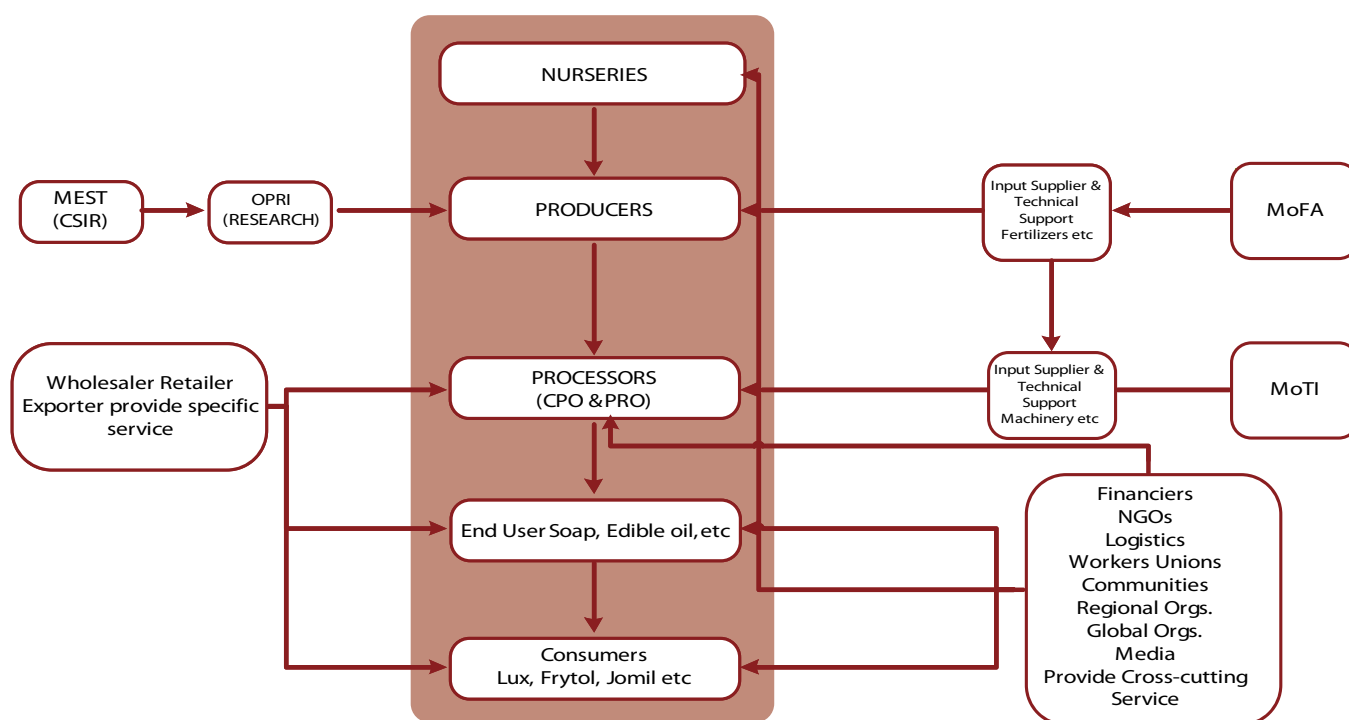 NURSERIES
MEST
(CSIR)
OPRI
(RESEARCH)
PRODUCERS
Input Supplier &
Technical
Support
Fertilizers etc
MoFA
Wholesaler Retailer
Exporter provide specific
service
PROCESSORS
(CPO & PRO)
Input Supplier &
Technical
Support
Machinery etc
MoTI
End User Soap, Edible oil, etc
Consumers
Lux, Frytol, Jomil etc
Financiers
NGOs
Logistics
Workers Unions
Communities
Regional Orgs.
Global Orgs.
Media
Provide Cross-cutting
Service